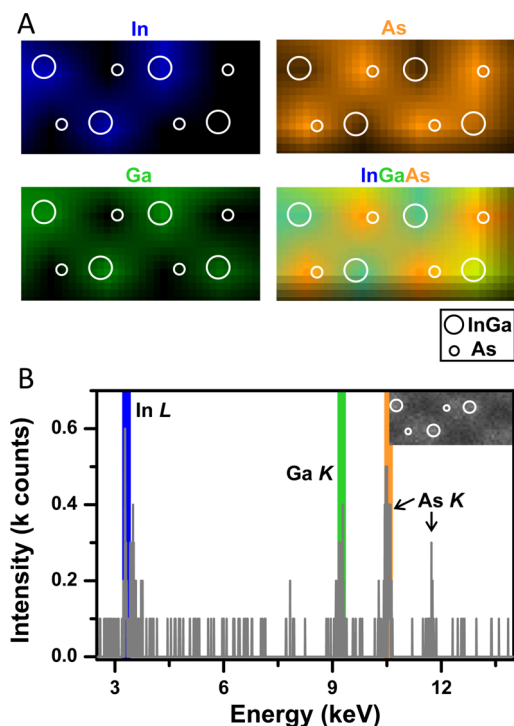 A
In
As
Ga
InGaAs
InGa
As
B
In L
Ga K
As K
0.6
0.4
0.2
0.0
Intensity (k counts)
3
6
9
12
Energy (keV)